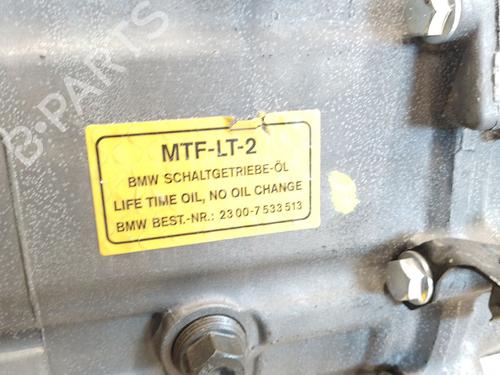 B-PARTS
MTF-LT-2
BMW SCHALTGETRIEBE-ÖL
LIFE TIME OIL, NO OIL CHANGE
BMW BEST.-NR.: 23 00-7 533 513